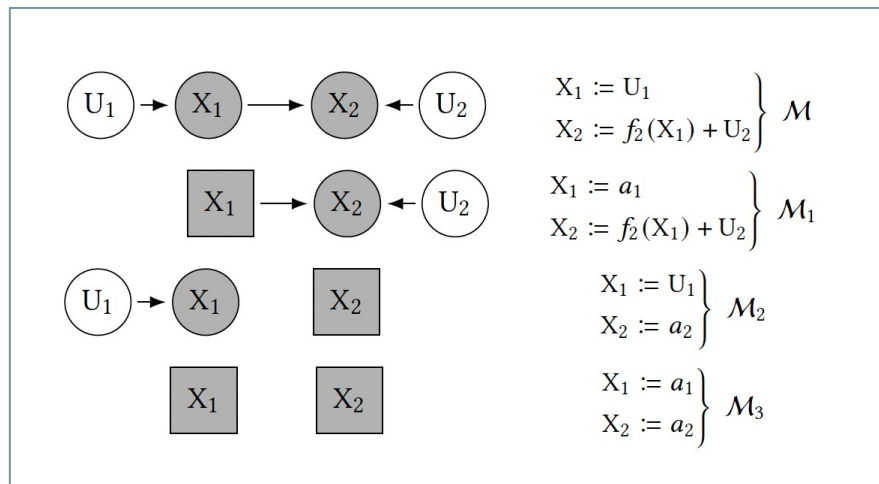 U₁ X₁ X₂ U₂ X₁ := U₁
X₂ := f₂(X₁) + U₂ } ℳ
X₁ X₂ U₂ X₁ := a₁
X₂ := f₂(X₁) + U₂ } ℳ₁
U₁ X₁ X₂ X₁ := U₁
X₂ := a₂ } ℳ₂
X₁ X₂ X₁ := a₁
X₂ := a₂ } ℳ₃